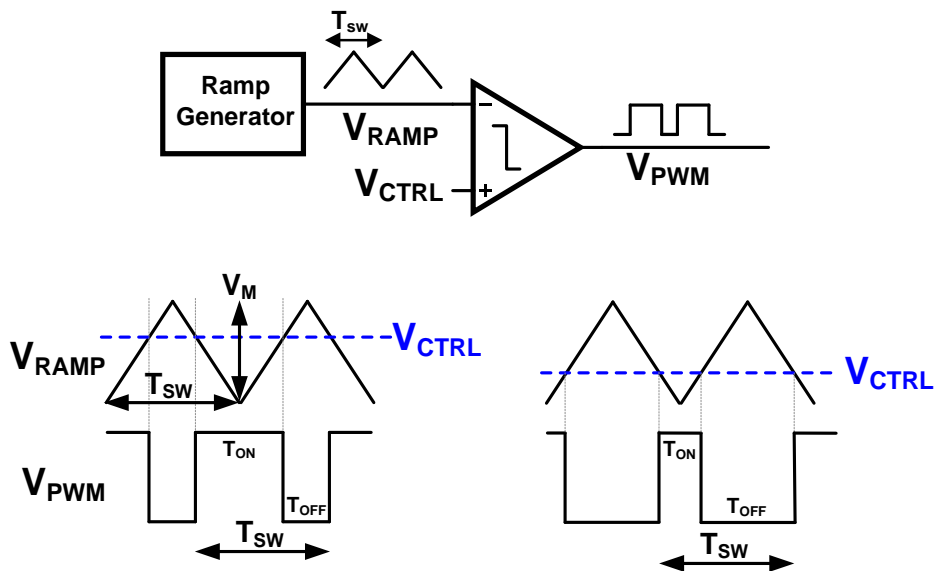 Tsw
Ramp
Generator
VRAMP
−
VCTRL
+
VPWM
VM
VCTRL
VRAMP
TSW
VCTRL
TON
TON
VPWM
TOFF
TOFF
TSW
TSW